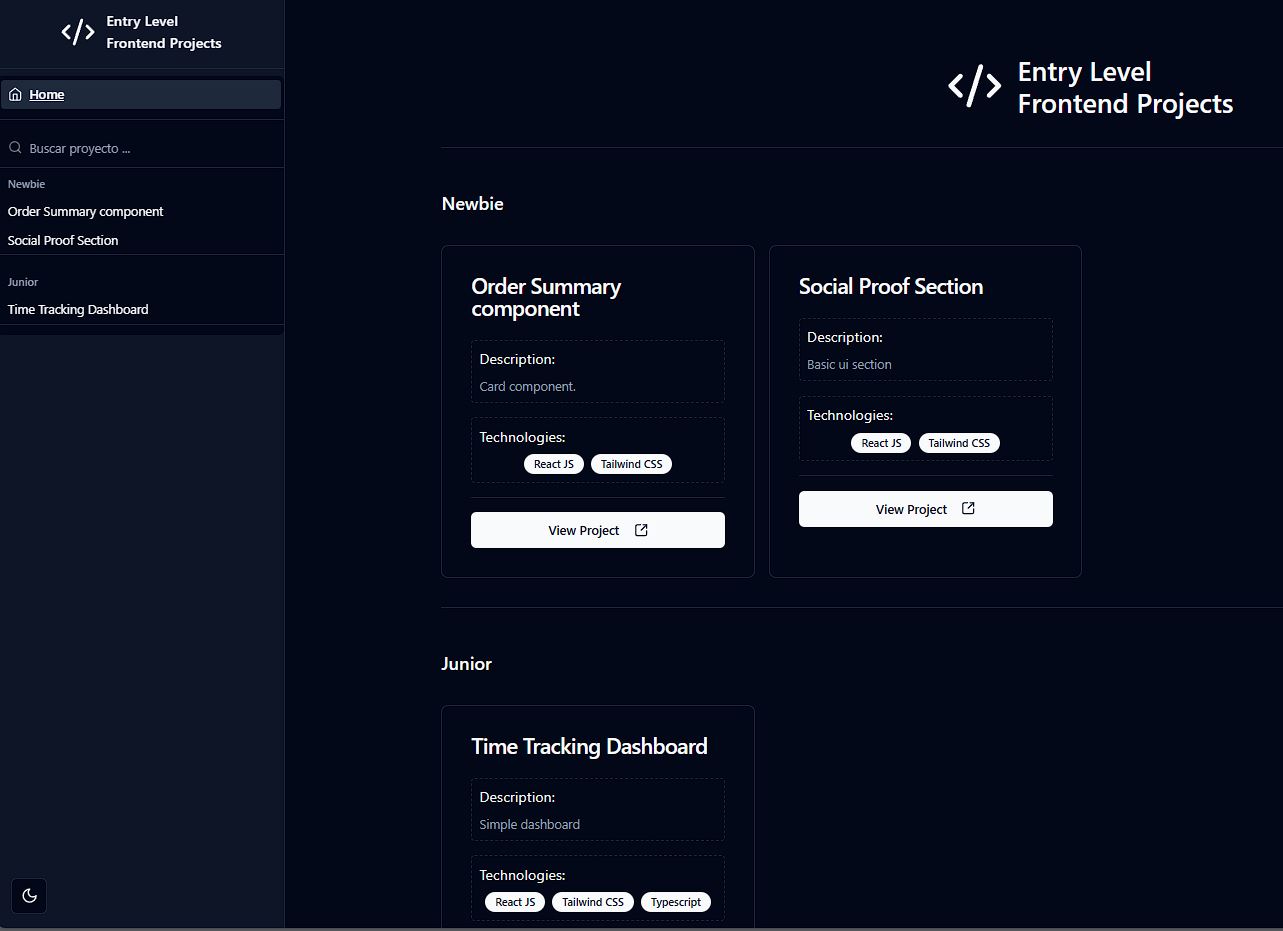 Entry Level
Frontend Projects
Home
Buscar proyecto ...
Newbie
Order Summary component
Social Proof Section
Junior
Time Tracking Dashboard
Entry Level
Frontend Projects
Newbie
Order Summary
component
Description:
Card component.
Technologies:
React JS Tailwind CSS
View Project
Social Proof Section
Description:
Basic ui section
Technologies:
React JS Tailwind CSS
View Project
Junior
Time Tracking Dashboard
Description:
Simple dashboard
Technologies:
React JS Tailwind CSS Typescript